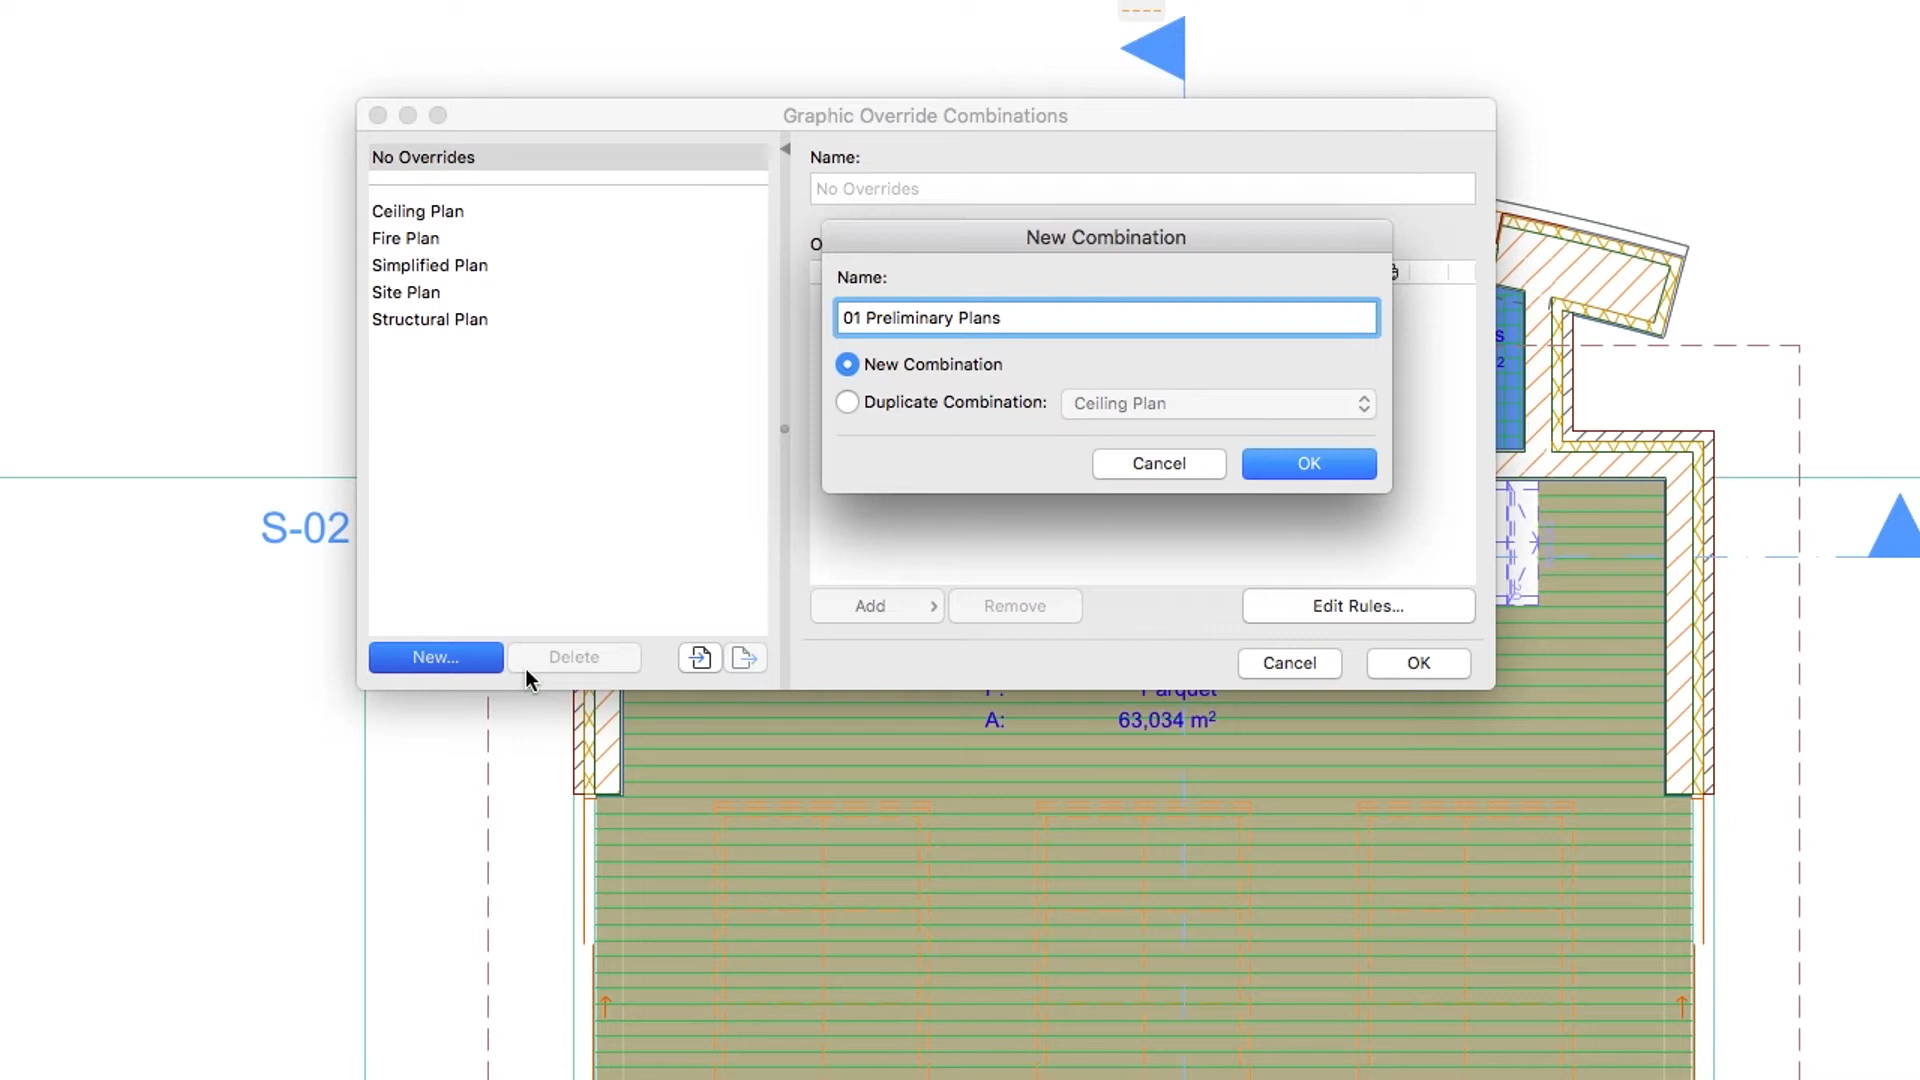 Graphic Override Combinations
No Overrides
Ceiling Plan
Fire Plan
Simplified Plan
Site Plan
Structural Plan
New...
Delete
Name:
No Overrides
O
New Combination
Name:
01 Preliminary Plans
New Combination
Duplicate Combination:
Ceiling Plan
Cancel
OK
Add
Remove
Edit Rules...
Cancel
OK
S-02
S
2
Parquet
A:
63,034 m²